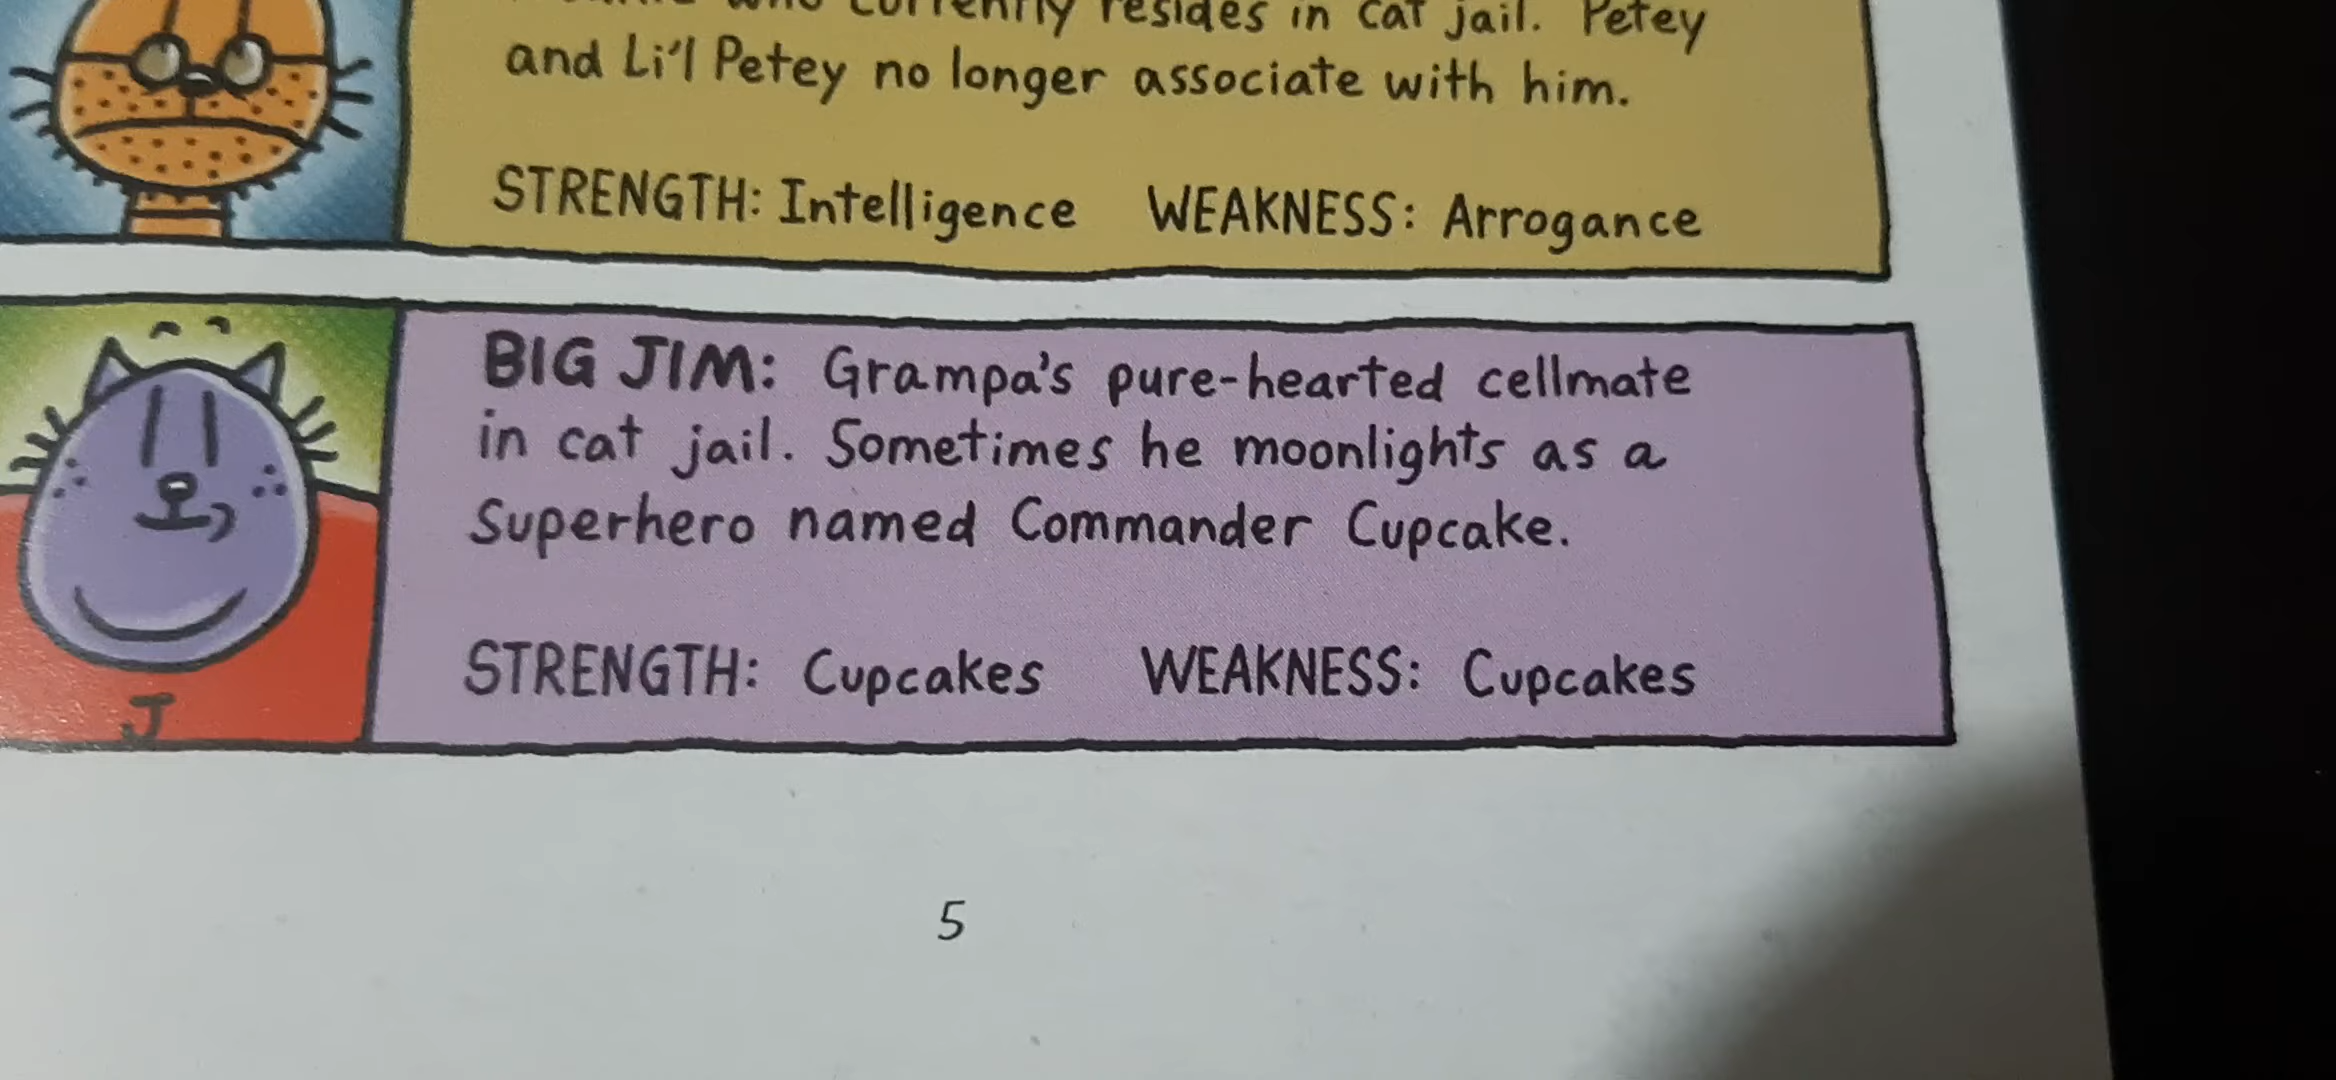 who currently resides in cat jail. Petey
and Li'l Petey no longer associate with him.
STRENGTH: Intelligence WEAKNESS: Arrogance
BIG JIM: Grampa's pure-hearted cellmate
in cat jail. Sometimes he moonlights as a
Superhero named Commander Cupcake.
STRENGTH: Cupcakes WEAKNESS: Cupcakes
J
5